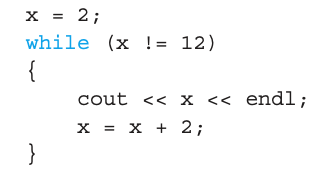 x = 2;
while (x != 12)
{
    cout << x << endl;
    x = x + 2;
}